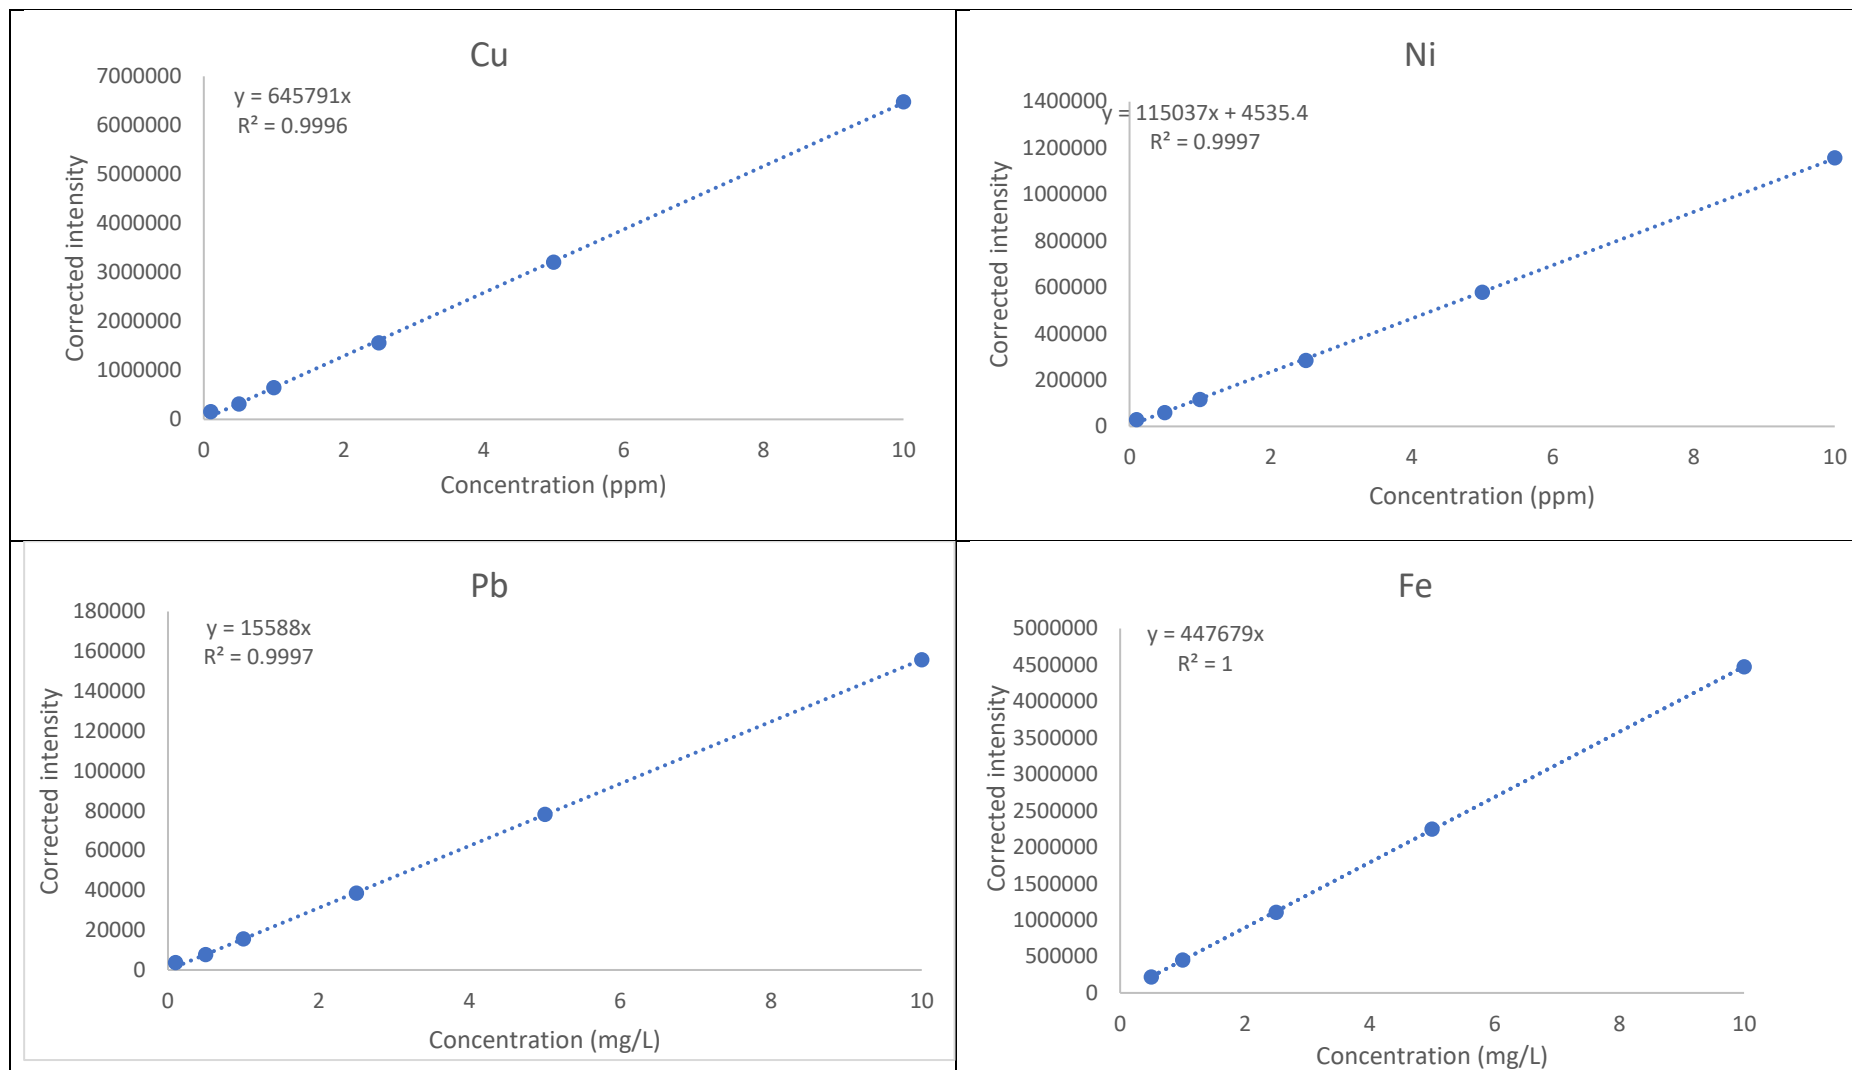 Cu
y = 645791x
R² = 0.9996
7000000
6000000
5000000
4000000
3000000
2000000
1000000
0
Corrected intensity
0 2 4 6 8 10
Concentration (ppm)
Ni
y = 115037x + 4535.4
R² = 0.9997
1400000
1200000
1000000
800000
600000
400000
200000
0
Corrected intensity
0 2 4 6 8 10
Concentration (ppm)
Pb
y = 15588x
R² = 0.9997
180000
160000
140000
120000
100000
80000
60000
40000
20000
0
Corrected intensity
0 2 4 6 8 10
Concentration (mg/L)
Fe
y = 447679x
R² = 1
5000000
4500000
4000000
3500000
3000000
2500000
2000000
1500000
1000000
500000
0
Corrected intensity
0 2 4 6 8 10
Concentration (mg/L)